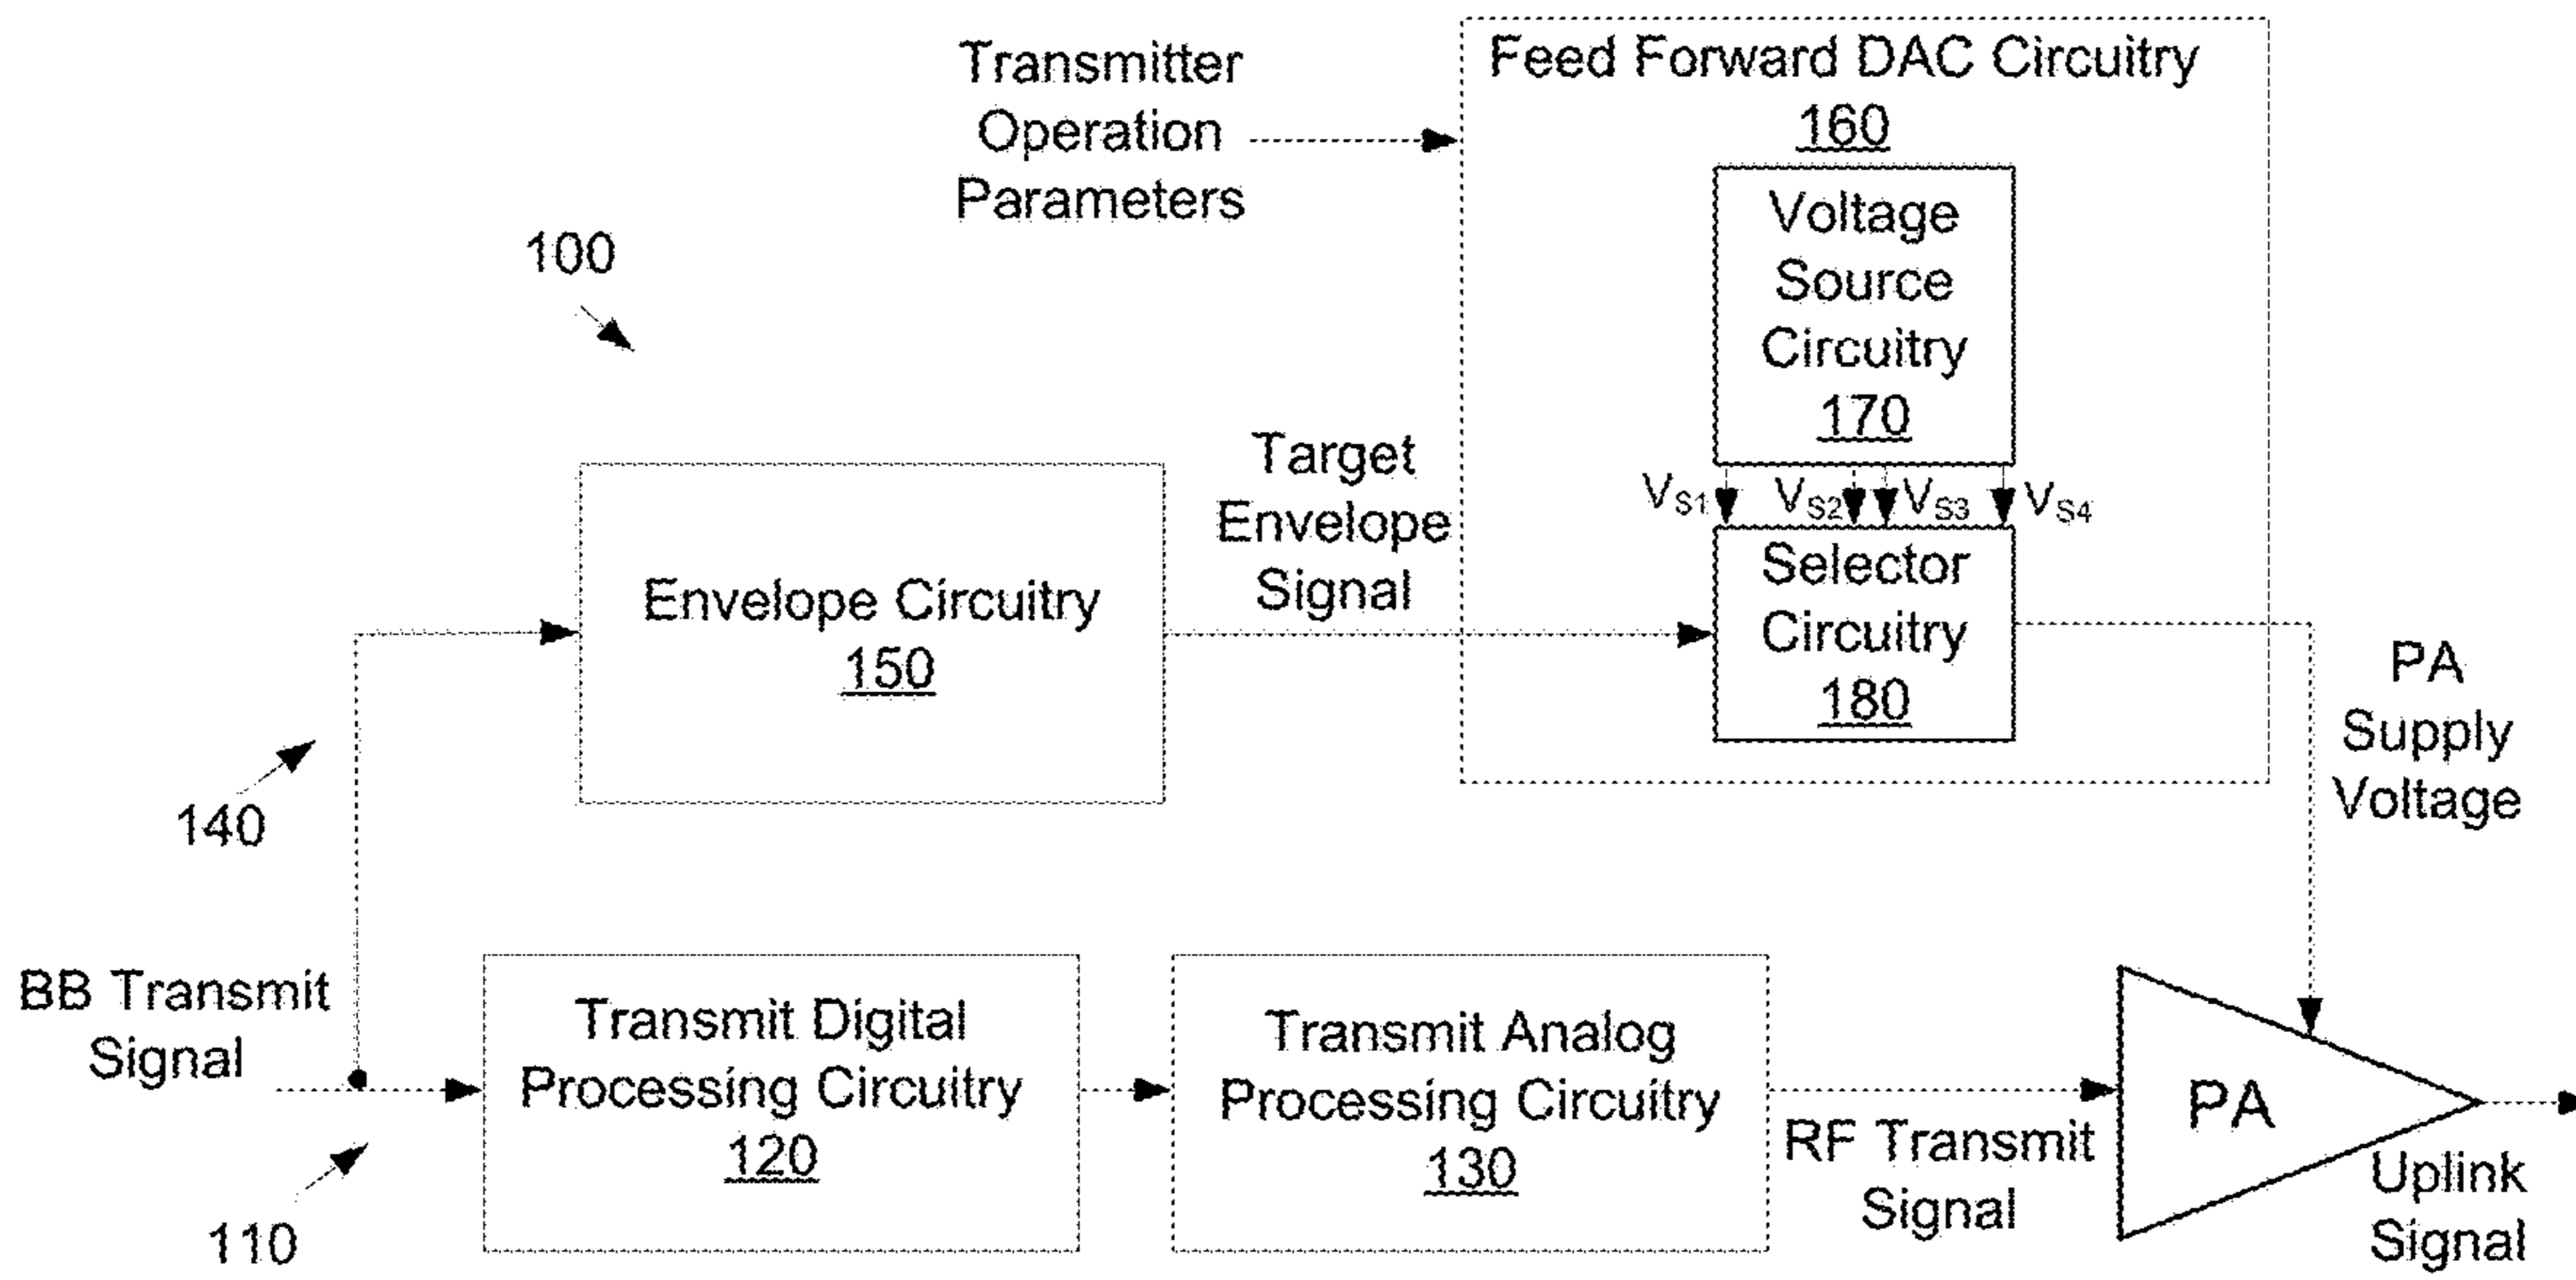 Transmitter
Operation
Parameters
Feed Forward DAC Circuitry
160
Voltage
Source
Circuitry
170
VS1
VS2
VS3
VS4
Selector
Circuitry
180
100
Target
Envelope
Signal
Envelope Circuitry
150
PA
Supply
Voltage
140
BB Transmit
Signal
Transmit Digital
Processing Circuitry
120
Transmit Analog
Processing Circuitry
130
RF Transmit
Signal
PA
Uplink
Signal
110